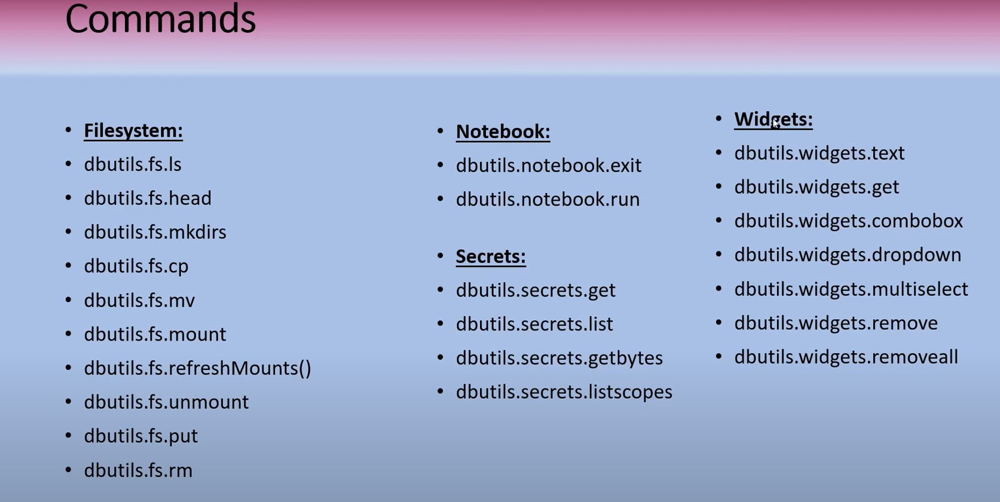 Commands
Filesystem:
dbutils.fs.ls
dbutils.fs.head
dbutils.fs.mkdirs
dbutils.fs.cp
dbutils.fs.mv
dbutils.fs.mount
dbutils.fs.refreshMounts()
dbutils.fs.unmount
dbutils.fs.put
dbutils.fs.rm
Notebook:
dbutils.notebook.exit
dbutils.notebook.run
Secrets:
dbutils.secrets.get
dbutils.secrets.list
dbutils.secrets.getbytes
dbutils.secrets.listscopes
Widgets:
dbutils.widgets.text
dbutils.widgets.get
dbutils.widgets.combobox
dbutils.widgets.dropdown
dbutils.widgets.multiselect
dbutils.widgets.remove
dbutils.widgets.removeall